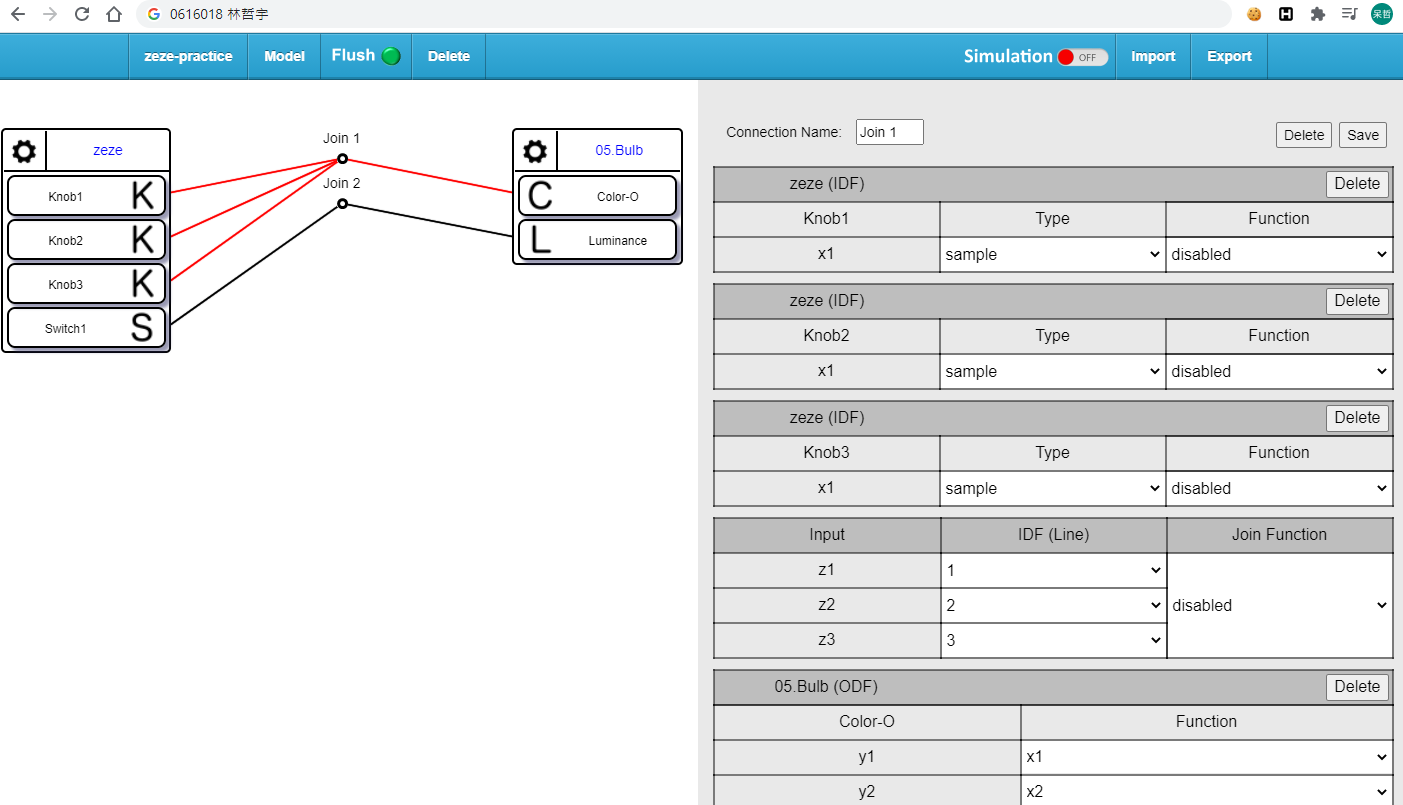 0616018 林哲宇
呆哲
zeze-practice Model Flush Delete Simulation OFF Import Export
zeze
Knob1 K
Knob2 K
Knob3 K
Switch1 S
Join 1
Join 2
05.Bulb
C Color-O
L Luminance
Connection Name: Join 1 Delete Save
zeze (IDF) Delete
Knob1 Type Function
x1 sample disabled
zeze (IDF) Delete
Knob2 Type Function
x1 sample disabled
zeze (IDF) Delete
Knob3 Type Function
x1 sample disabled
Input IDF (Line) Join Function
z1 1
z2 2 disabled
z3 3
05.Bulb (ODF) Delete
Color-O Function
y1 x1
y2 x2